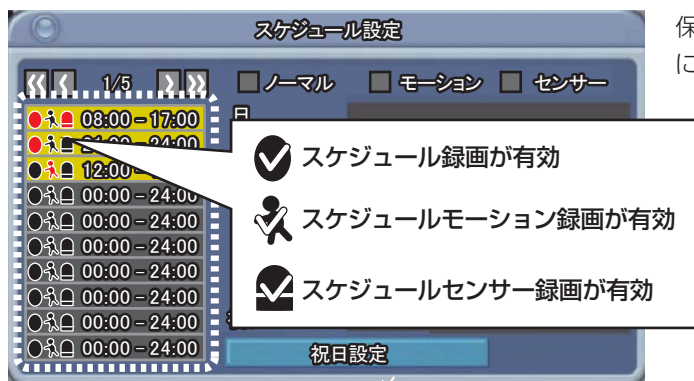 スケジュール設定
保
に
1/5
ノーマル
モーション
センサー
08:00-17:00
日
24:00
12:00
00:00-24:00
00:00-24:00
00:00-24:00
00:00-24:00
00:00-24:00
00:00-24:00
00:00-24:00
スケジュール録画が有効
スケジュールモーション録画が有効
スケジュールセンサー録画が有効
祝日設定